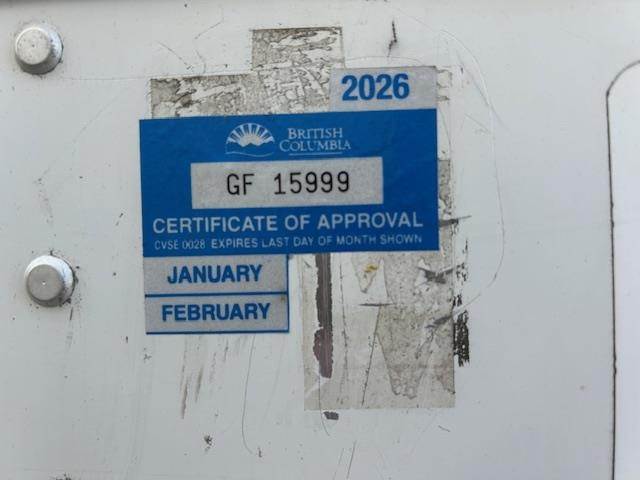 2026
BRITISH
COLUMBIA
GF 15999
CERTIFICATE OF APPROVAL
CVSE 0028 EXPIRES LAST DAY OF MONTH SHOWN
JANUARY
FEBRUARY